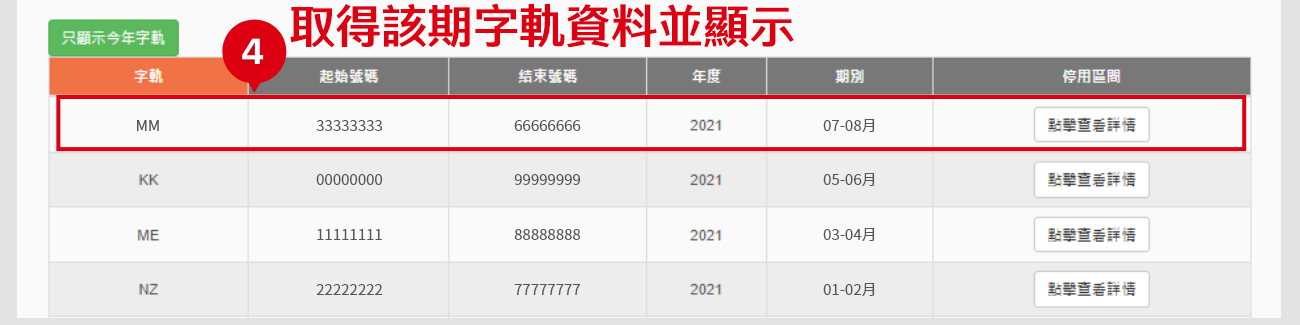 取得該期字軌資料並顯示
只顯示今年字軌
4
字軌 起始號碼 結束號碼 年度 期別 停用區間
MM 33333333 66666666 2021 07-08月 點擊查看詳情
KK 00000000 99999999 2021 05-06月 點擊查看詳情
ME 11111111 88888888 2021 03-04月 點擊查看詳情
NZ 22222222 77777777 2021 01-02月 點擊查看詳情